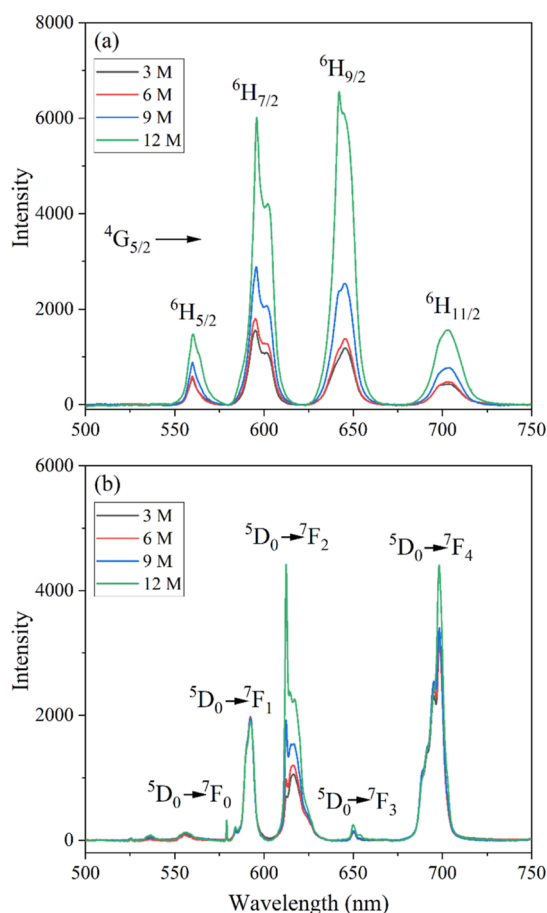 (a)
3 M
6 M
9 M
12 M
⁶H₅/₂
⁶H₇/₂
⁶H₉/₂
⁶H₁₁/₂
⁴G₅/₂ →
Intensity
8000
6000
4000
2000
0
500 550 600 650 700 750
(b)
3 M
6 M
9 M
12 M
⁵D₀→⁷F₀
⁵D₀→⁷F₁
⁵D₀→⁷F₂
⁵D₀→⁷F₃
⁵D₀→⁷F₄
Intensity
6000
4000
2000
0
500 550 600 650 700 750
Wavelength (nm)